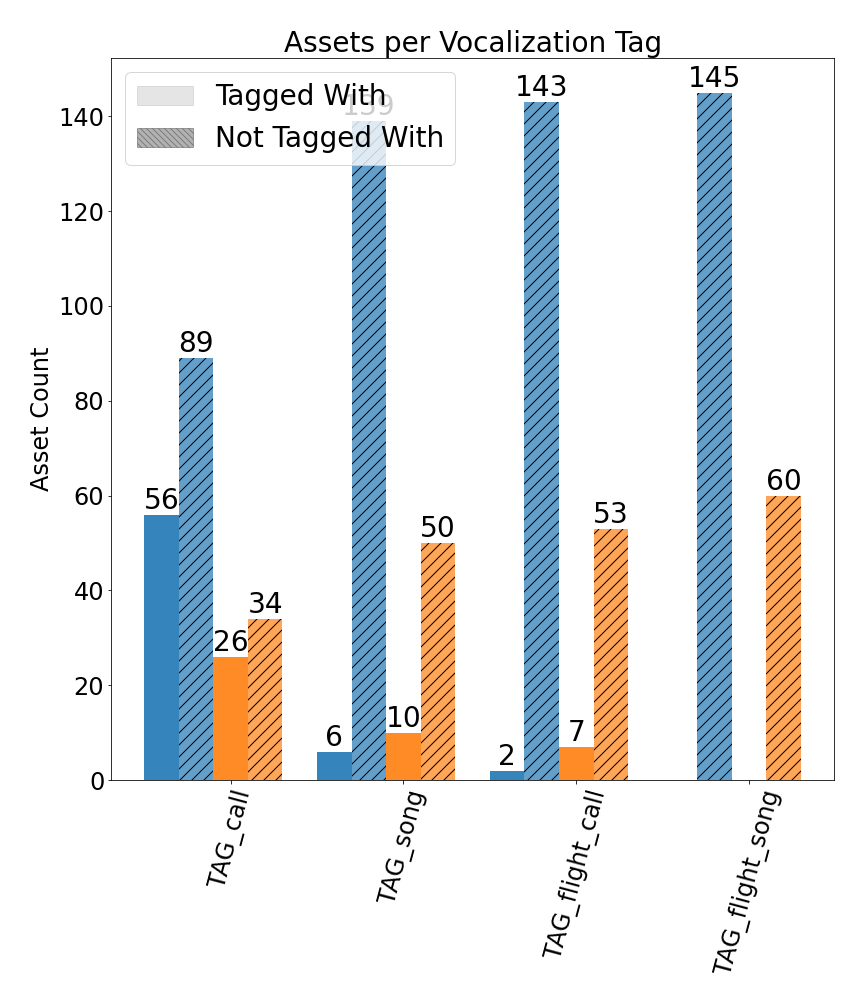 Assets per Vocalization Tag
Tagged With
Not Tagged With
139
143
145
89
56
26
34
6
10
50
2
7
53
60
140
120
100
80
60
40
20
0
Asset Count
TAG_call
TAG_song
TAG_flight_call
TAG_flight_song